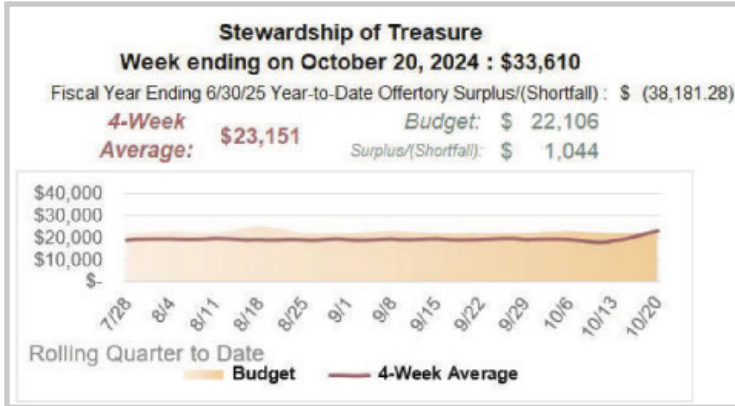 Stewardship of Treasure
Week ending on October 20, 2024 : $33,610
Fiscal Year Ending 6/30/25 Year-to-Date Offertory Surplus/(Shortfall) : $ (38,181.28)
4-Week Average: $23,151
Budget: $ 22,106
Surplus/(Shortfall): $ 1,044
$40,000
$30,000
$20,000
$10,000
$-
7/28 8/4 8/11 8/18 8/25 9/1 9/8 9/15 9/22 9/29 10/6 10/13 10/20
Rolling Quarter to Date
Budget 4-Week Average